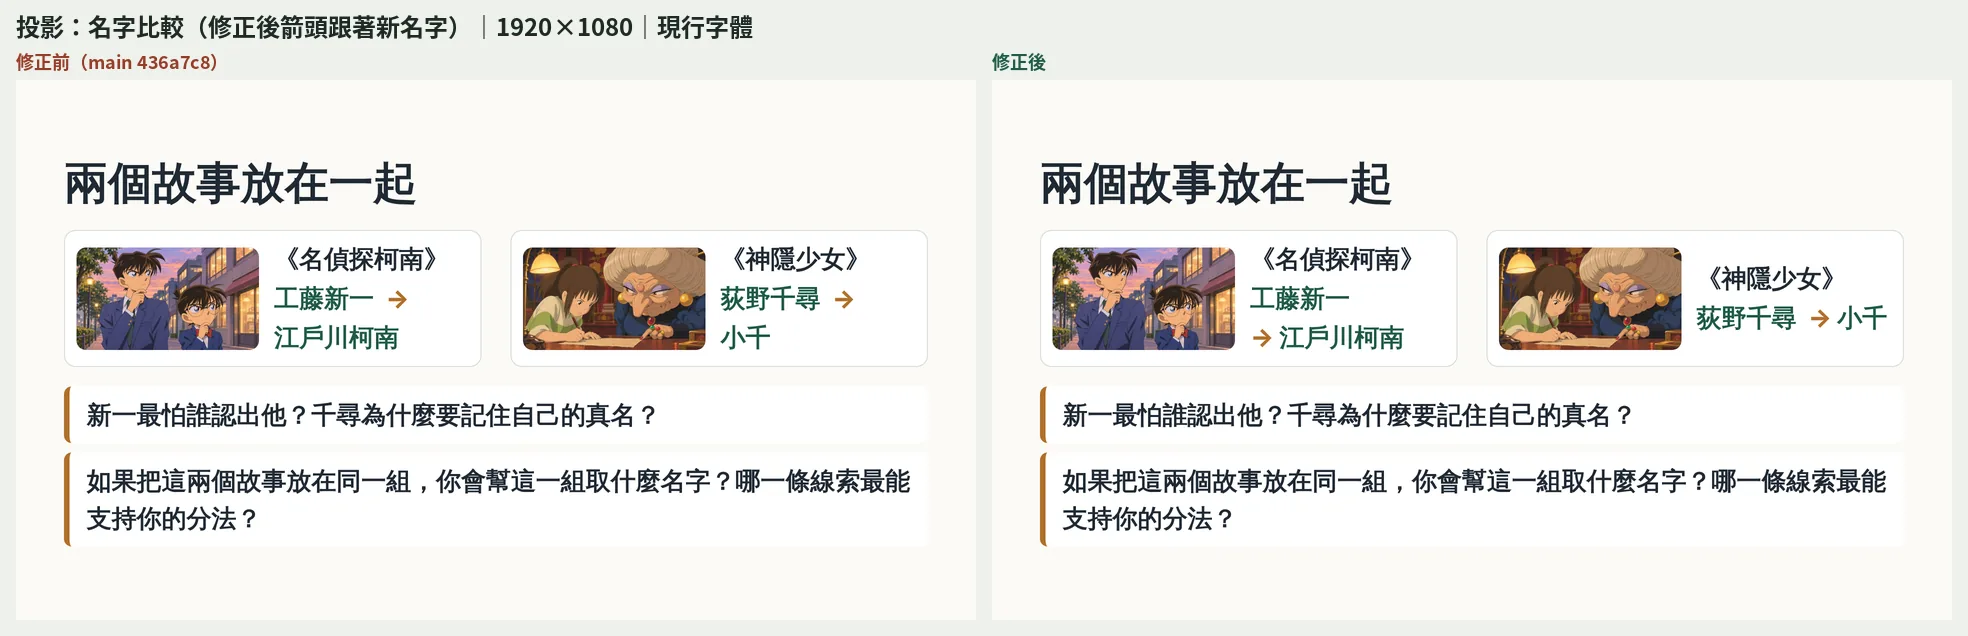 投影：名字比較（修正後箭頭跟著新名字）｜1920×1080｜現行字體
修正前（main 436a7c8）
兩個故事放在一起
《名偵探柯南》
工藤新一 →
江戶川柯南
《神隱少女》
荻野千尋 →
小千
新一最怕誰認出他？千尋為什麼要記住自己的真名？
如果把這兩個故事放在同一組，你會幫這一組取什麼名字？哪一條線索最能
支持你的分法？
修正後
兩個故事放在一起
《名偵探柯南》
工藤新一
→ 江戶川柯南
《神隱少女》
荻野千尋 → 小千
新一最怕誰認出他？千尋為什麼要記住自己的真名？
如果把這兩個故事放在同一組，你會幫這一組取什麼名字？哪一條線索最能
支持你的分法？